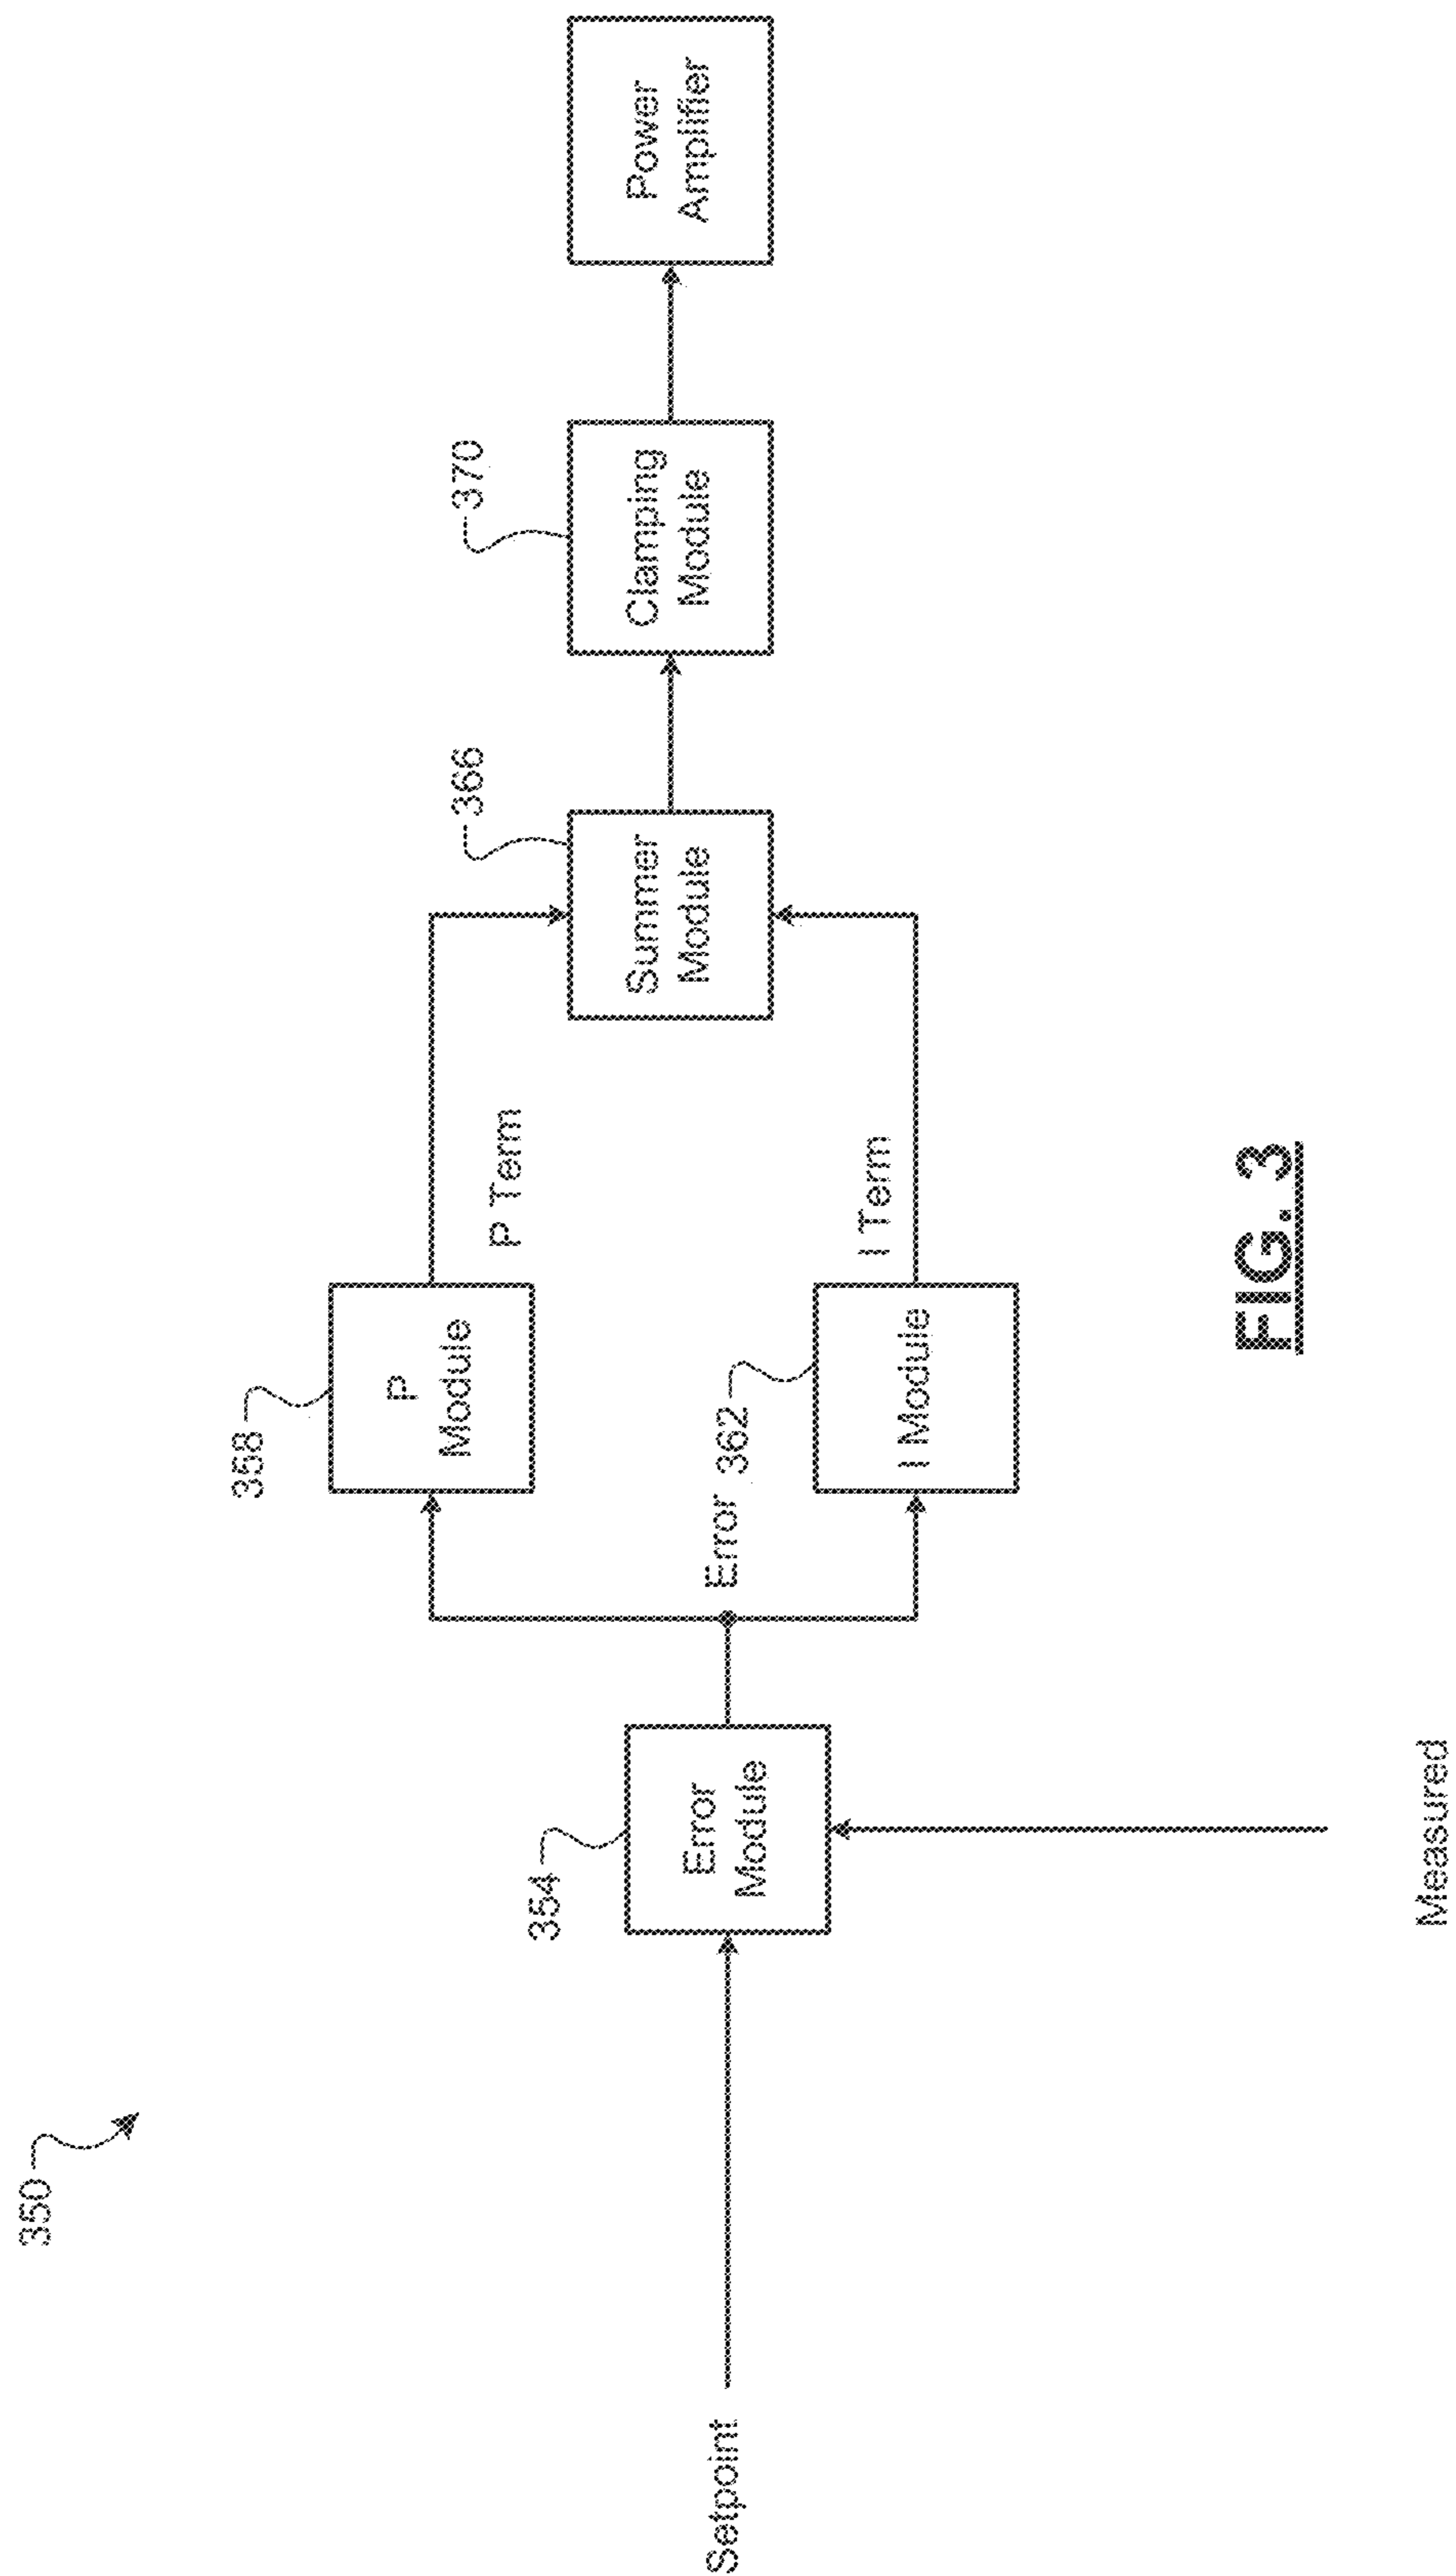 350
358
P
Module
P Term
366
Summer
Module
370
Clamping
Module
Power
Amplifier
354
Error
Module
Error
362
I Module
I Term
Setpoint
Measured
FIG. 3